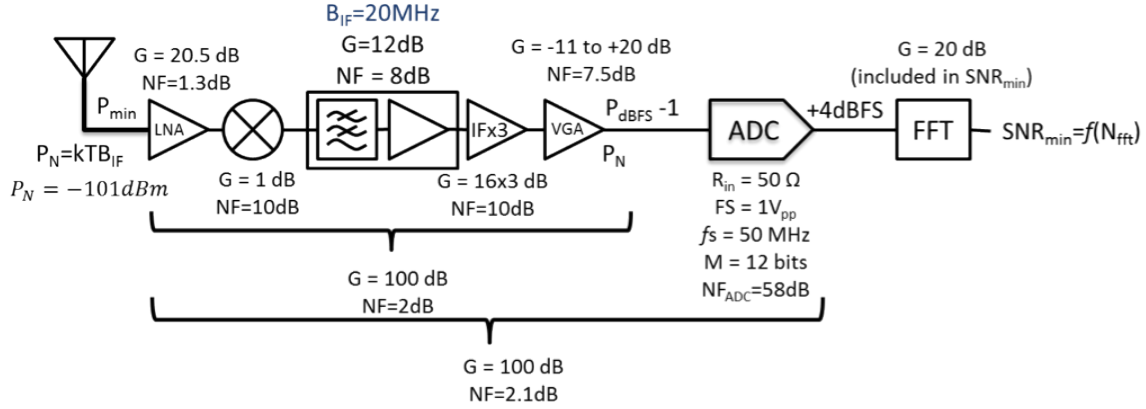 B_IF=20MHz
G=12dB
NF = 8dB
G = 20.5 dB
NF=1.3dB
G = -11 to +20 dB
NF=7.5dB
G = 20 dB
(included in SNR_min)
P_min
LNA
IFx3
VGA
P_dBFS -1
P_N
ADC
+4dBFS
FFT
SNR_min=f(N_fft)
P_N=kTB_IF
P_N = −101dBm
G = 1 dB
NF=10dB
G = 16x3 dB
NF=10dB
R_in = 50 Ω
FS = 1V_pp
fs = 50 MHz
M = 12 bits
NF_ADC=58dB
G = 100 dB
NF=2dB
G = 100 dB
NF=2.1dB